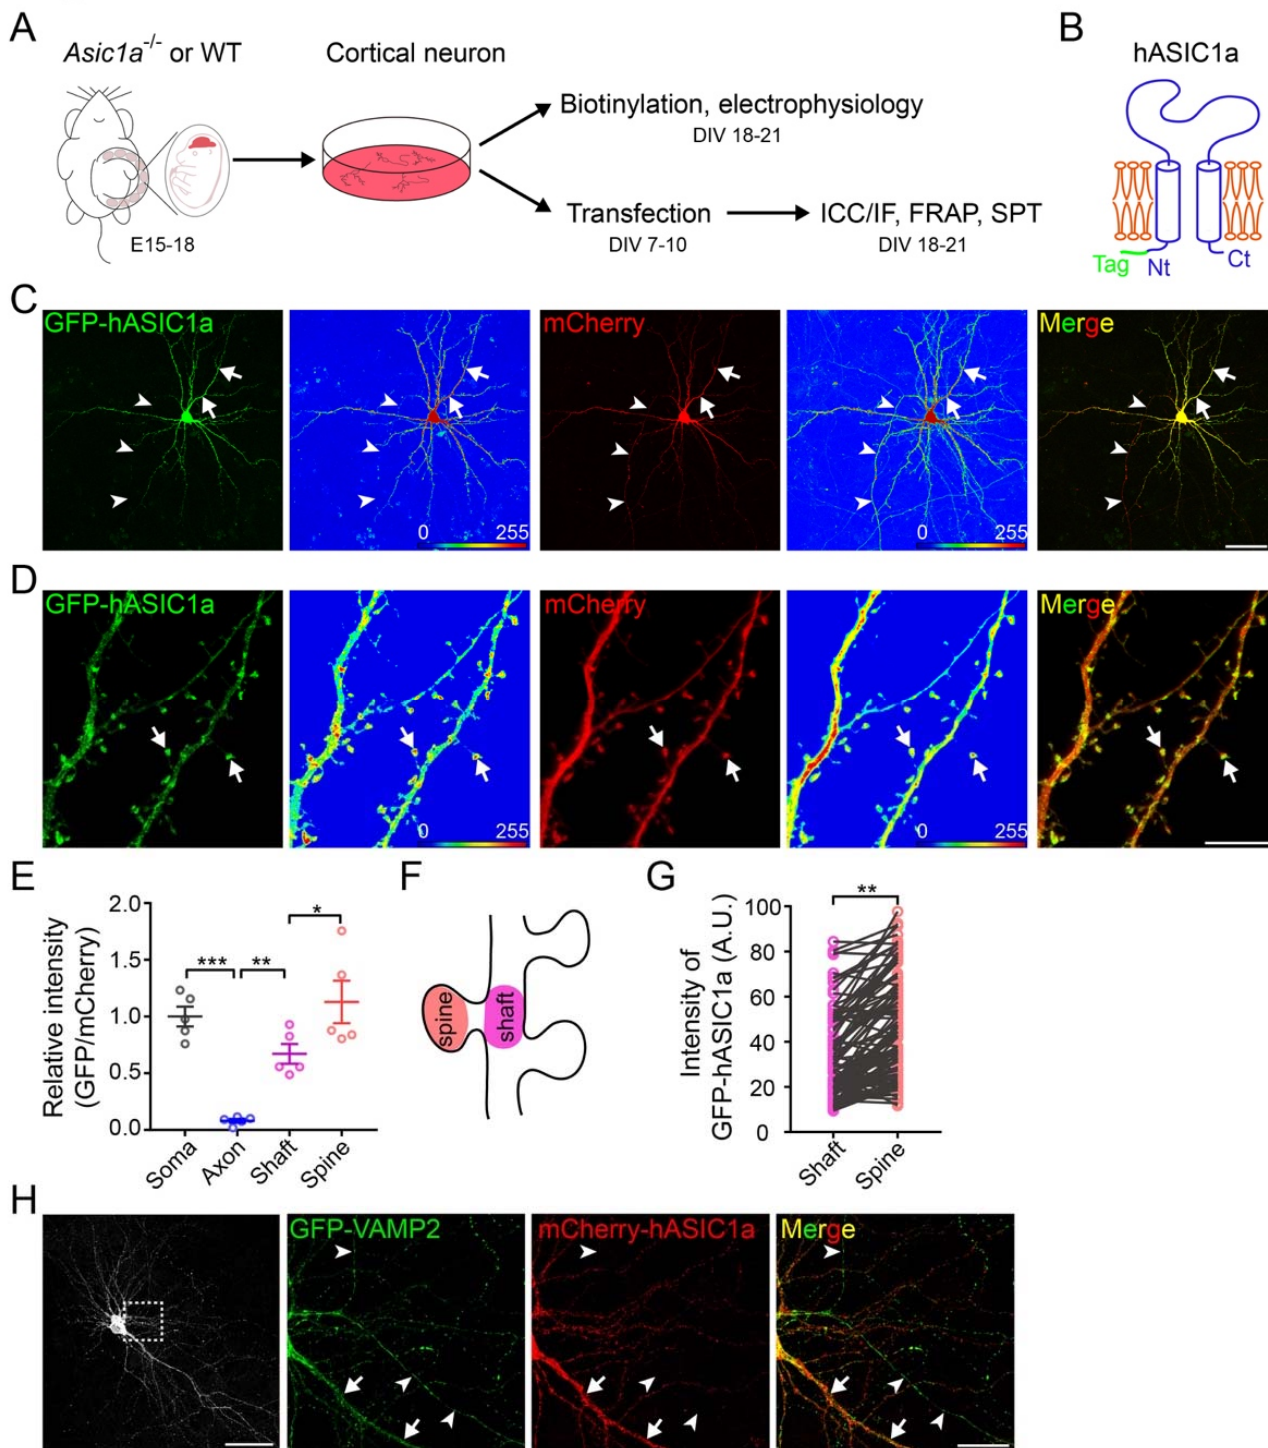 A
Asic1a-/- or WT
E15-18
Cortical neuron
Biotinylation, electrophysiology
DIV 18-21
Transfection
DIV 7-10
ICC/IF, FRAP, SPT
DIV 18-21
B
hASIC1a
Tag
Nt
Ct
C
GFP-hASIC1a
0 255
mCherry
0 255
Merge
D
GFP-hASIC1a
0 255
mCherry
0 255
Merge
E
Relative intensity
(GFP/mCherry)
2.0
1.5
1.0
0.5
0.0
***
**
*
Soma
Axon
Shaft
Spine
F
spine
shaft
G
Intensity of
GFP-hASIC1a (A.U.)
100
80
60
40
20
0
**
Shaft
Spine
H
GFP-VAMP2
mCherry-hASIC1a
Merge